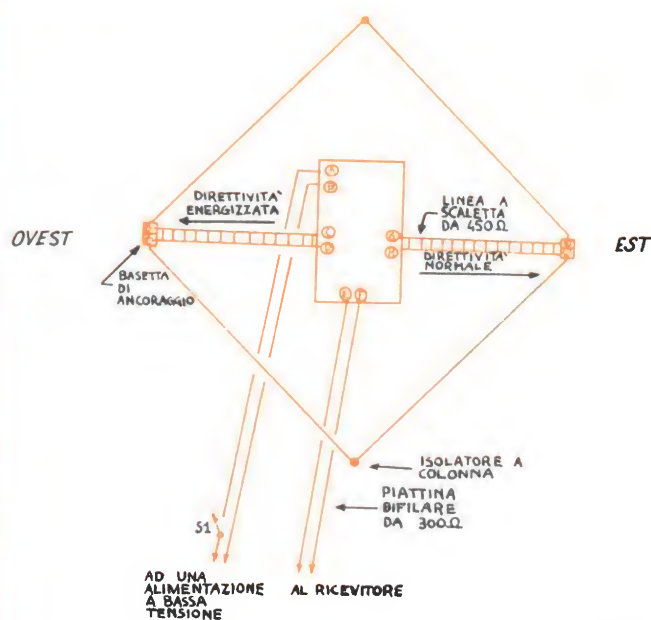 DIRETTIVITA'
ENERGIZZATA
OVEST
BASETTA
DI
ANCORAGGIO
LINEA A
SCALETTA
DA 450Ω
EST
DIRETTIVITA'
NORMALE
A
B
C
E
F
ISOLATORE A
COLONNA
PIATTINA
BIFILARE
DA 300Ω
S1
AD UNA
ALIMENTAZIONE
A BASSA
TENSIONE
AL RICEVITORE